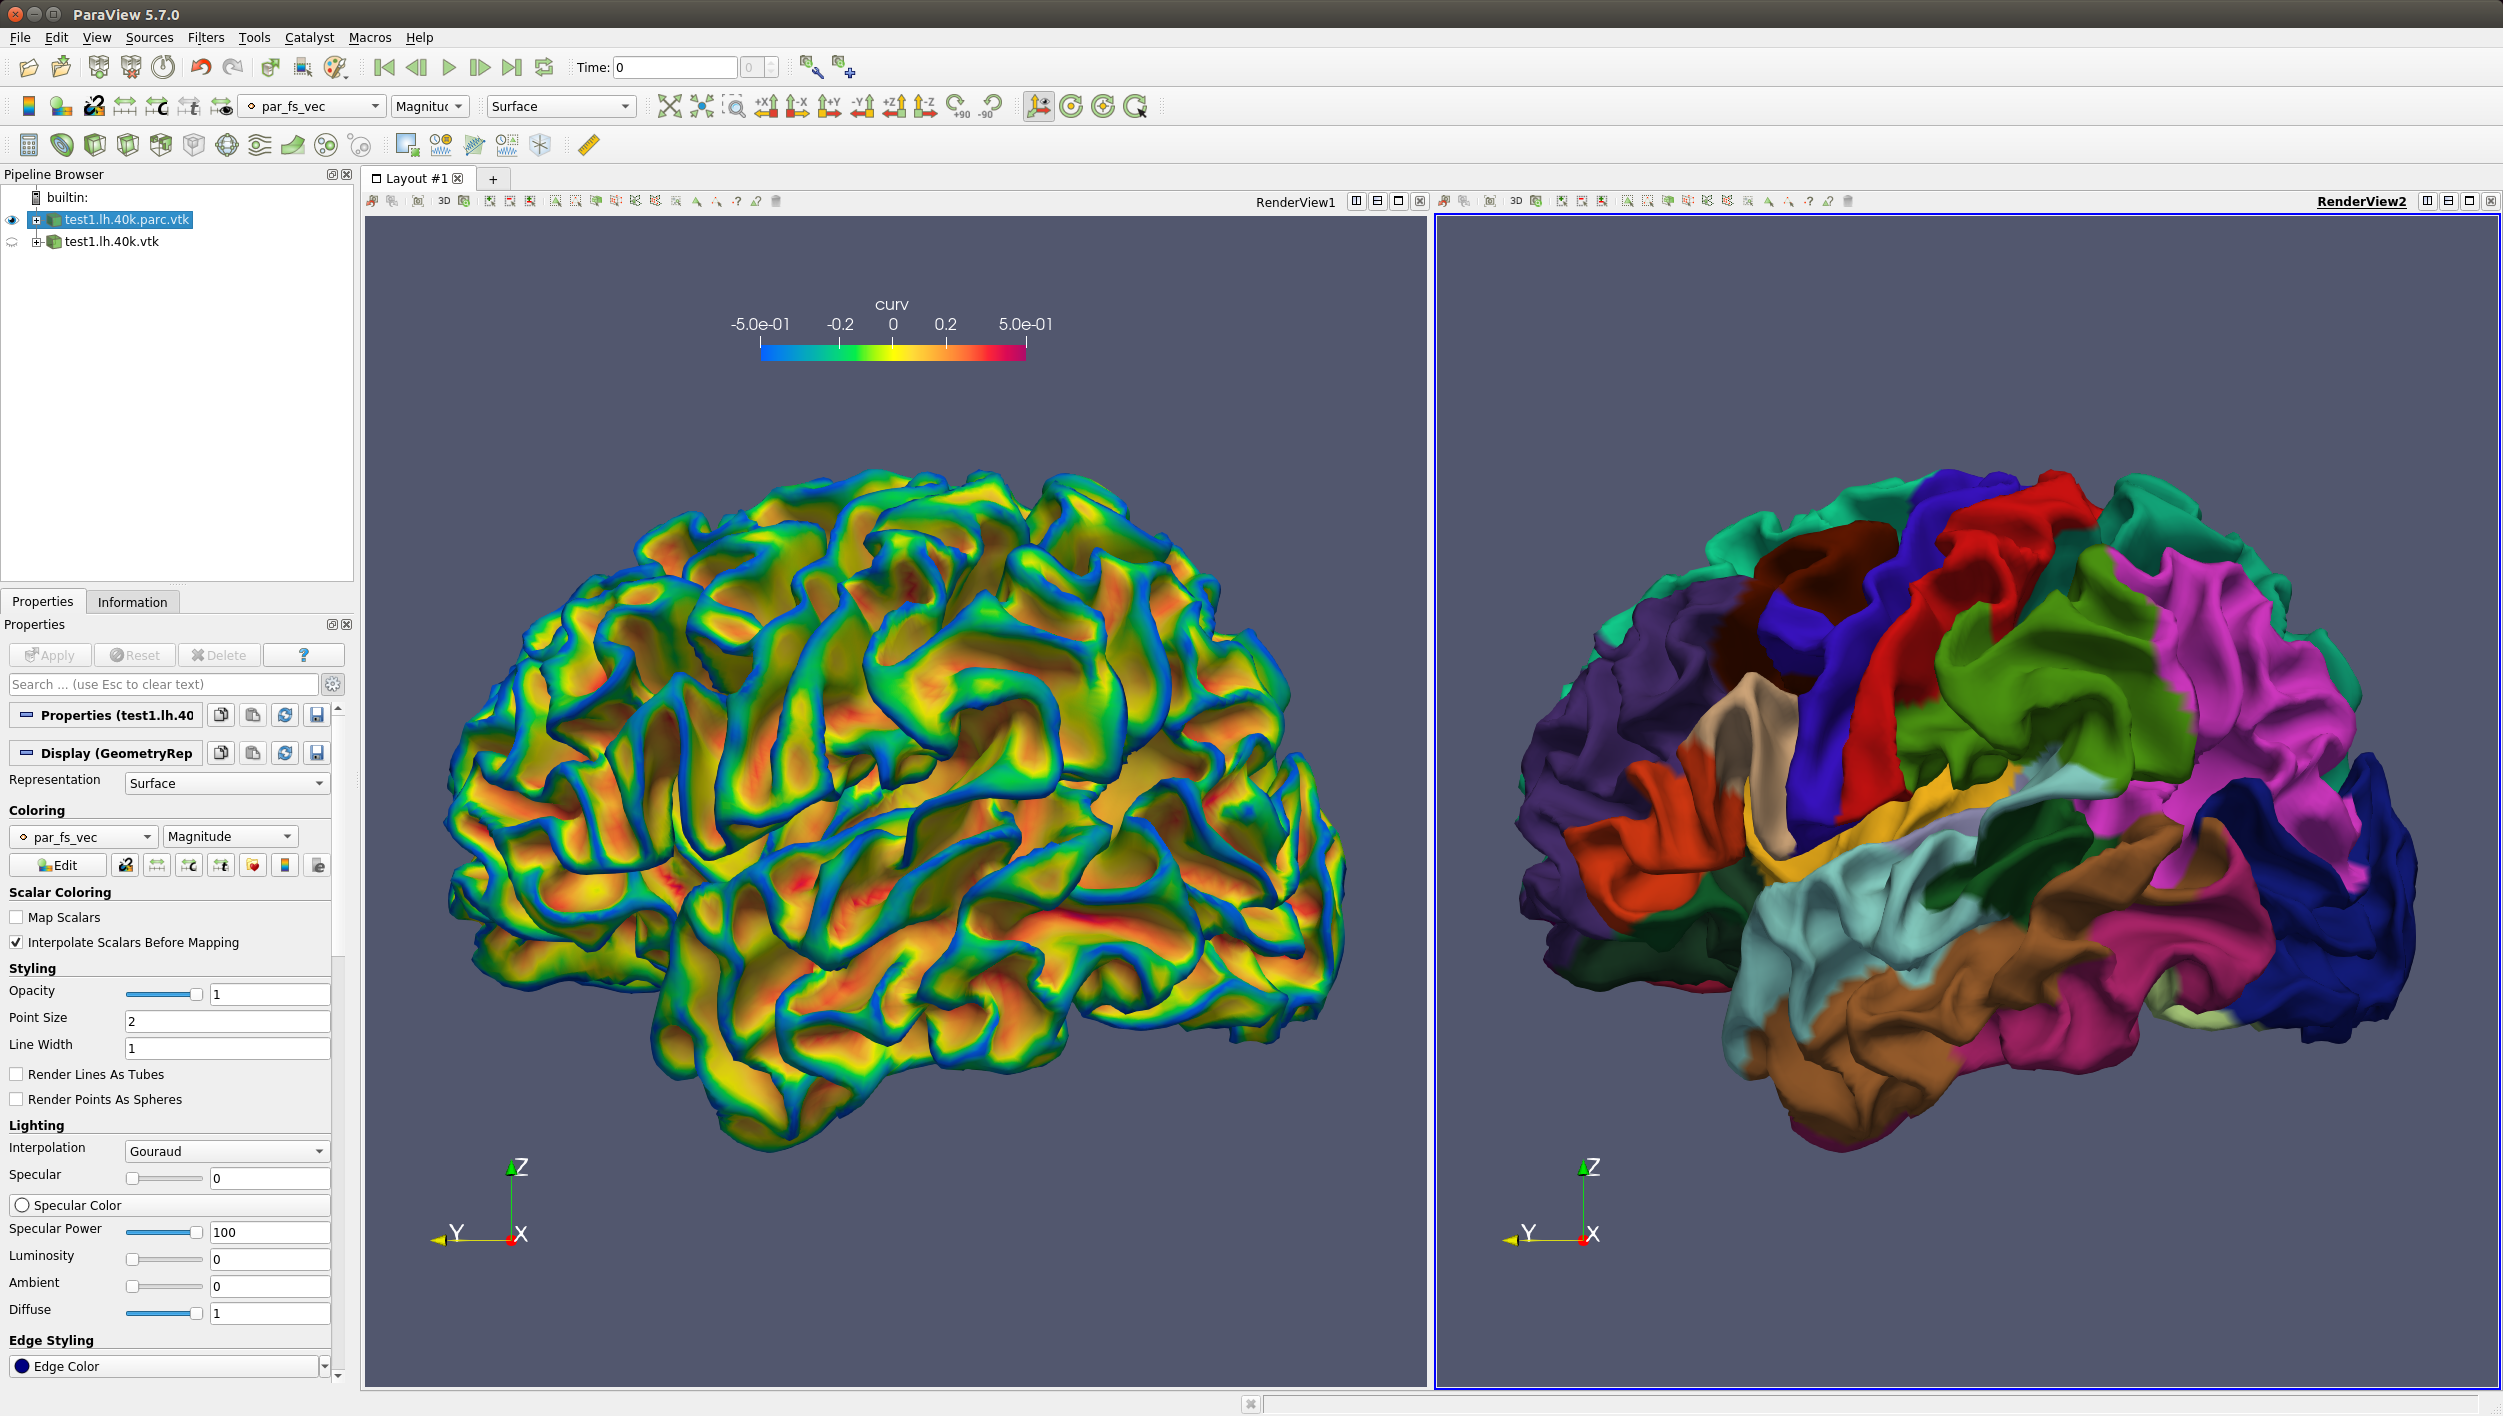 ParaView 5.7.0
File Edit View Sources Filters Tools Catalyst Macros Help
Time: 0 0
par_fs_vec Magnituc Surface +X -X +Y -Y +Z -Z +90 -90
Pipeline Browser
Layout #1 +
builtin:
test1.lh.40k.parc.vtk
test1.lh.40k.vtk
3D RenderView1
3D RenderView2
curv
-5.0e-01 -0.2 0 0.2 5.0e-01
Z
Y X
Z
Y X
Properties Information
Properties
Apply Reset Delete ?
Search ... (use Esc to clear text)
Properties (test1.lh.40
Display (GeometryRep
Representation Surface
Coloring
par_fs_vec Magnitude
Edit
Scalar Coloring
Map Scalars
Interpolate Scalars Before Mapping
Styling
Opacity 1
Point Size 2
Line Width 1
Render Lines As Tubes
Render Points As Spheres
Lighting
Interpolation Gouraud
Specular 0
Specular Color
Specular Power 100
Luminosity 0
Ambient 0
Diffuse 1
Edge Styling
Edge Color